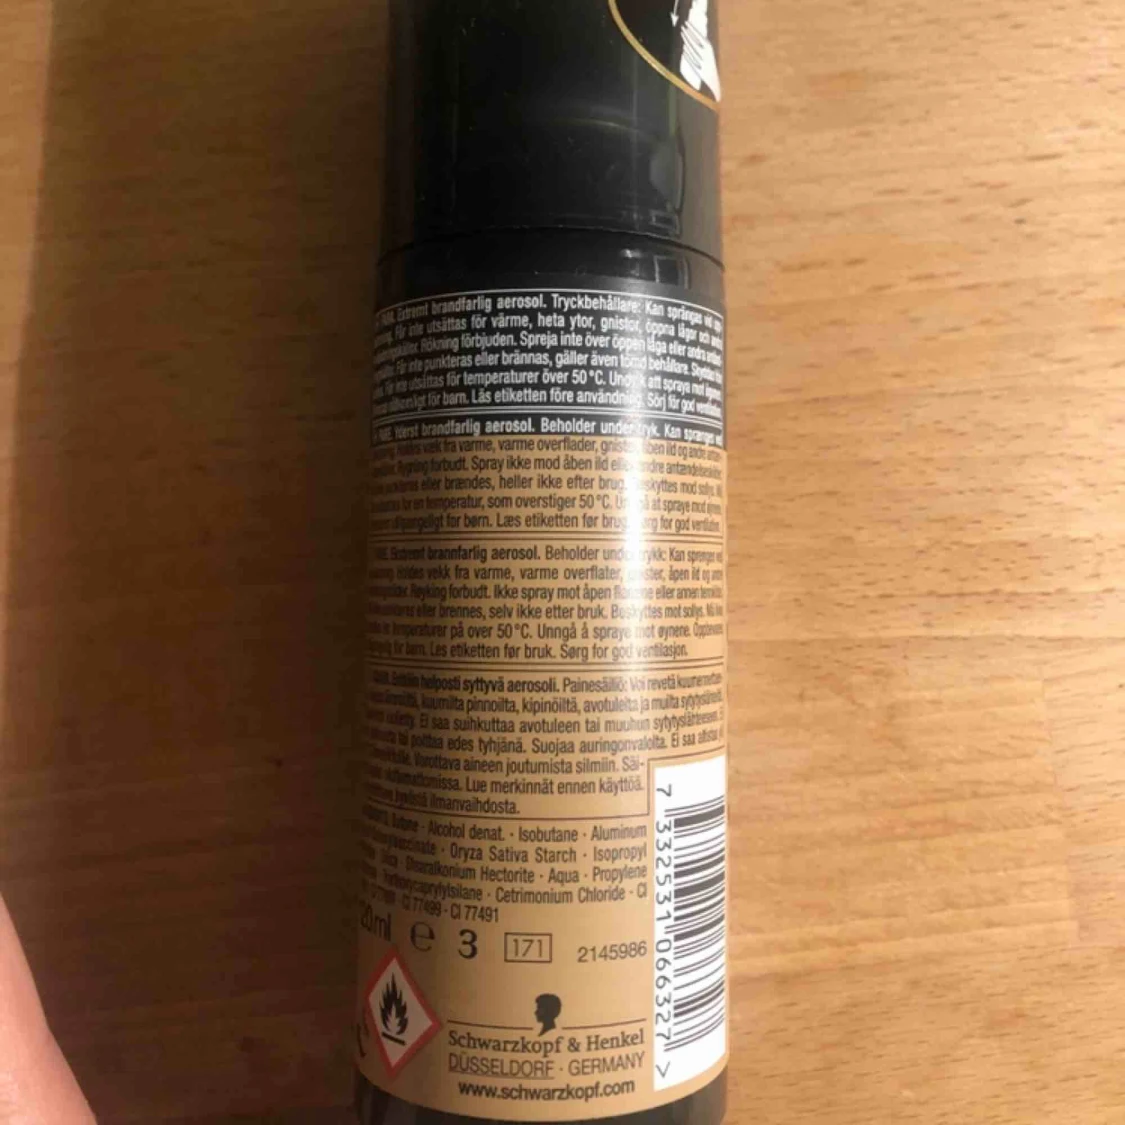 Extremt brandfarlig aerosol. Tryckbehållare: Kan sprängas vid
För inte utsättas för värme, heta ytor, gnistor, öppna lågor och
Rökning förbjuden. Spreja inte över öppen låga eller andra
För inte punkteras eller brännas, gäller även tömd behållare.
För inte utsättas för temperaturer över 50 °C. Undvik att spraya mot
för barn. Läs etiketten före användning. Sörj för god ventilation.
FARE. Yderst brandfarlig aerosol. Beholder under tryk. Kan sprænges ved
væk fra varme, varme overflader, gnister, åben ild og andre
Rygning forbudt. Spray ikke mod åben ild eller andre
eller brændes, heller ikke efter brug. Beskyttes mod sollys.
for en temperatur, som overstiger 50 °C. Undgå at spraye mod
utilgængeligt for børn. Læs etiketten før brug. Sørg for god ventilation.
Ekstremt brannfarlig aerosol. Beholder under trykk: Kan sprenges ved
Holdes vekk fra varme, varme overflater, gnister, åpen ild og andre
Røyking forbudt. Ikke spray mot åpen flamme eller annen
eller brennes, selv ikke etter bruk. Beskyttes mot sollys. Må ikke
temperaturer på over 50 °C. Unngå å spraye mot øynene.
for barn. Les etiketten før bruk. Sørg for god ventilasjon.
Erittäin helposti syttyvä aerosoli. Painesäiliö: Voi revetä
kuumilta pinnoilta, kipinöiltä, avotulelta ja muilta
Ei saa suihkuttaa avotuleen tai muuhun sytytyslähteeseen.
tai polttaa edes tyhjänä. Suojaa auringonvalolta. Ei saa
Varottava aineen joutumista silmiin. Säi-
Lue merkinnät ennen käyttöä.
ilmanvaihdosta.
Butane · Alcohol denat. · Isobutane · Aluminum
· Oryza Sativa Starch · Isopropyl
Stearalkonium Hectorite · Aqua · Propylene
· Cetrimonium Chloride · CI
CI 77499 · CI 77491
ml e 3 171 2145986
7 332531 066327 >
Schwarzkopf & Henkel
DÜSSELDORF · GERMANY
www.schwarzkopf.com